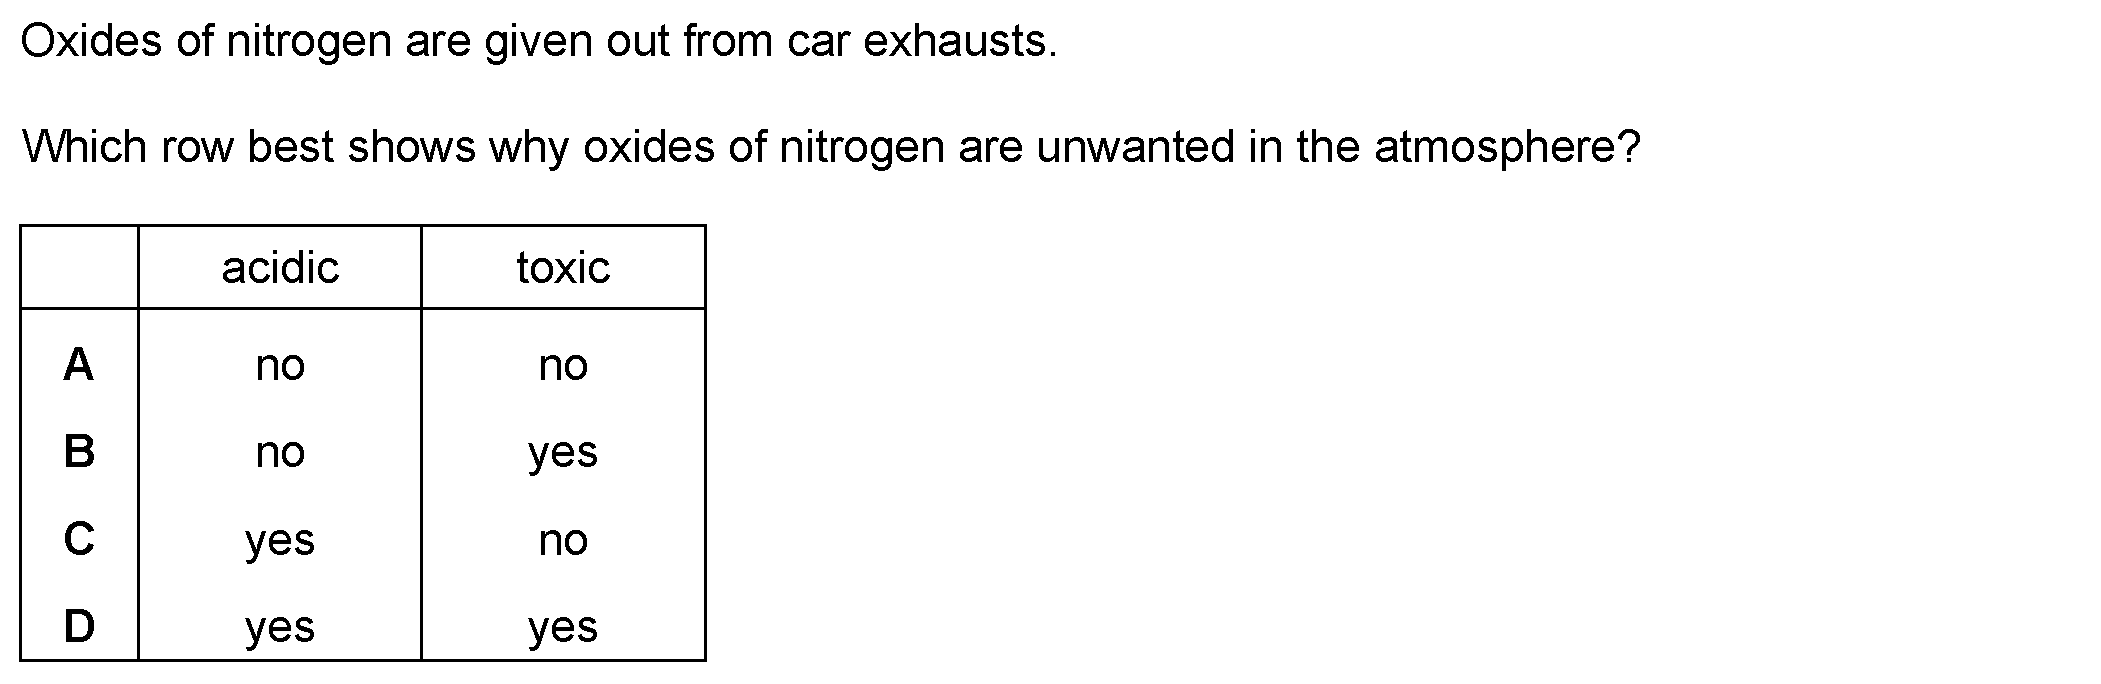 Oxides of nitrogen are given out from car exhausts.
Which row best shows why oxides of nitrogen are unwanted in the atmosphere?
acidic toxic
A no no
B no yes
C yes no
D yes yes